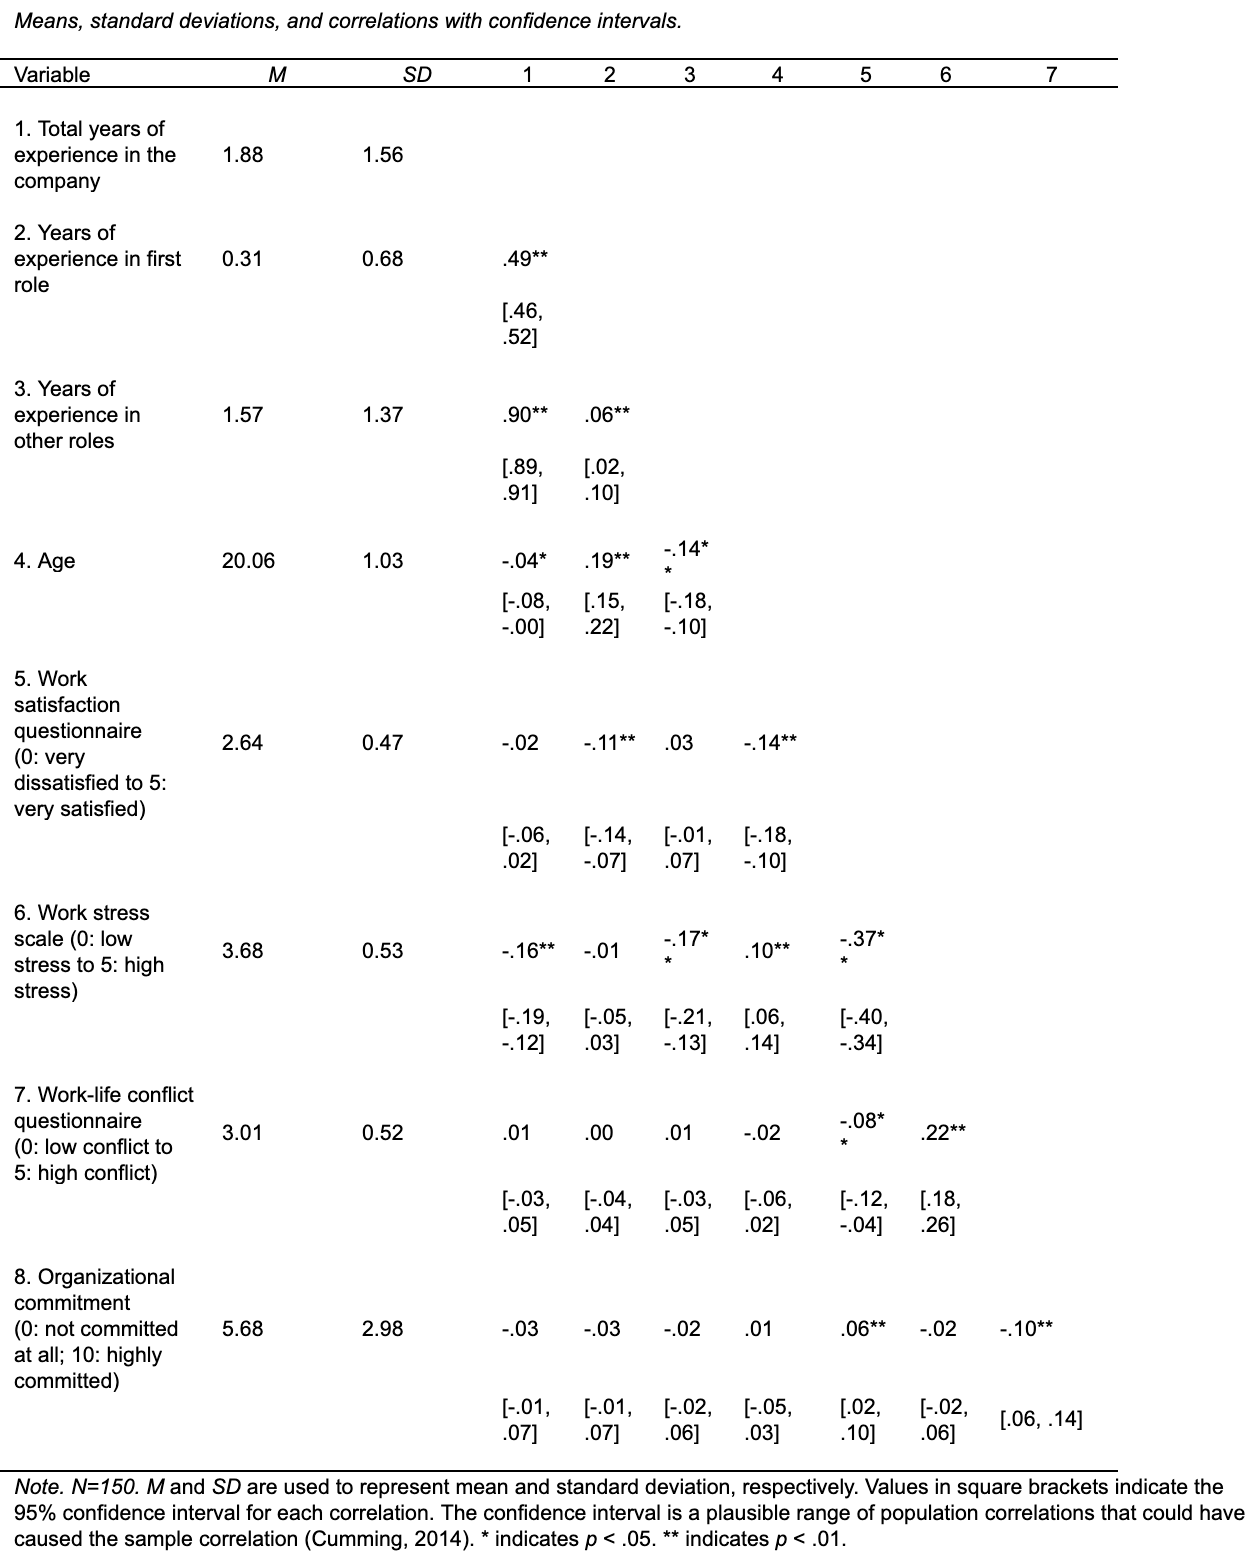 Means, standard deviations, and correlations with confidence intervals.
Variable M SD 1 2 3 4 5 6 7
1. Total years of
experience in the 1.88 1.56
company
2. Years of
experience in first 0.31 0.68 .49**
role
[.46,
.52]
3. Years of
experience in 1.57 1.37 .90** .06**
other roles
[.89, [.02,
.91] .10]
-.14*
4. Age 20.06 1.03 -.04* .19**
*
[-.08, [.15, [-.18,
-.00] .22] -.10]
5. Work
satisfaction
questionnaire
2.64 0.47 -.02 -.11** .03 -.14**
(0: very
dissatisfied to 5:
very satisfied)
[-.06, [-.14, [-.01, [-.18,
.02] -.07] .07] -.10]
6. Work stress
scale (0: low -.17* -.37*
3.68 0.53 -.16** -.01 .10**
stress to 5: high * *
stress)
[-.19, [-.05, [-.21, [.06, [-.40,
-.12] .03] -.13] .14] -.34]
7. Work-life conflict
questionnaire -.08*
3.01 0.52 .01 .00 .01 -.02 .22**
(0: low conflict to *
5: high conflict)
[-.03, [-.04, [-.03, [-.06, [-.12, [.18,
.05] .04] .05] .02] -.04] .26]
8. Organizational
commitment
(0: not committed 5.68 2.98 -.03 -.03 -.02 .01 .06** -.02 -.10**
at all; 10: highly
committed)
[-.01, [-.01, [-.02, [-.05, [.02, [-.02, [.06, .14]
.07] .07] .06] .03] .10] .06]
Note. N=150. M and SD are used to represent mean and standard deviation, respectively. Values in square brackets indicate the
95% confidence interval for each correlation. The confidence interval is a plausible range of population correlations that could have
caused the sample correlation (Cumming, 2014). * indicates p < .05. ** indicates p < .01.